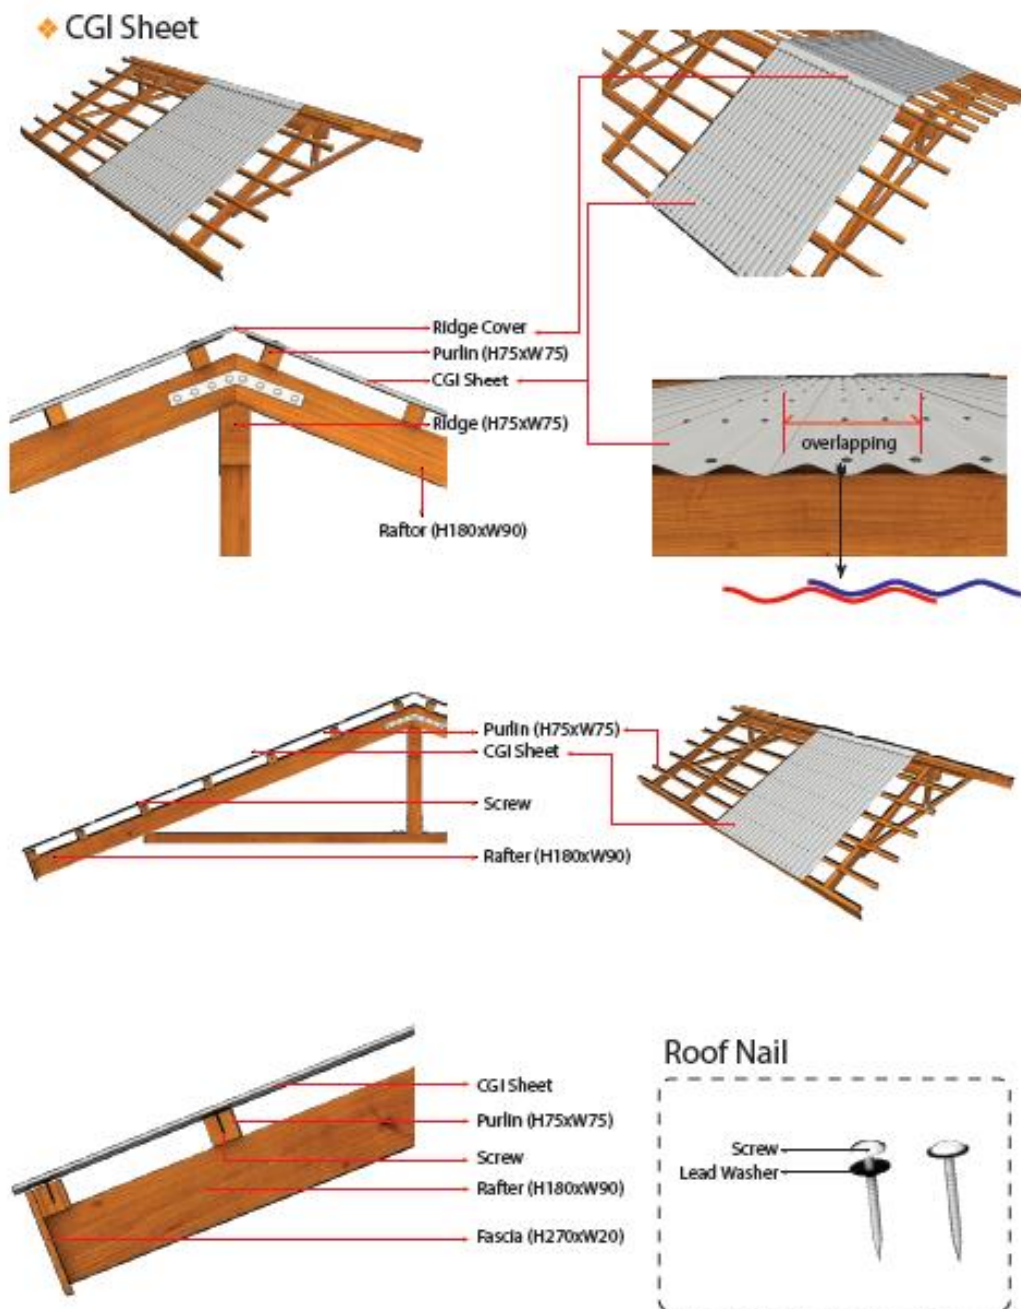 CGI Sheet
Ridge Cover
Purlin (H75xW75)
CGI Sheet
Ridge (H75xW75)
Raftor (H180xW90)
overlapping
Purlin (H75xW75)
CGI Sheet
Screw
Rafter (H180xW90)
CGI Sheet
Purlin (H75xW75)
Screw
Rafter (H180xW90)
Fascia (H270xW20)
Roof Nail
Screw
Lead Washer